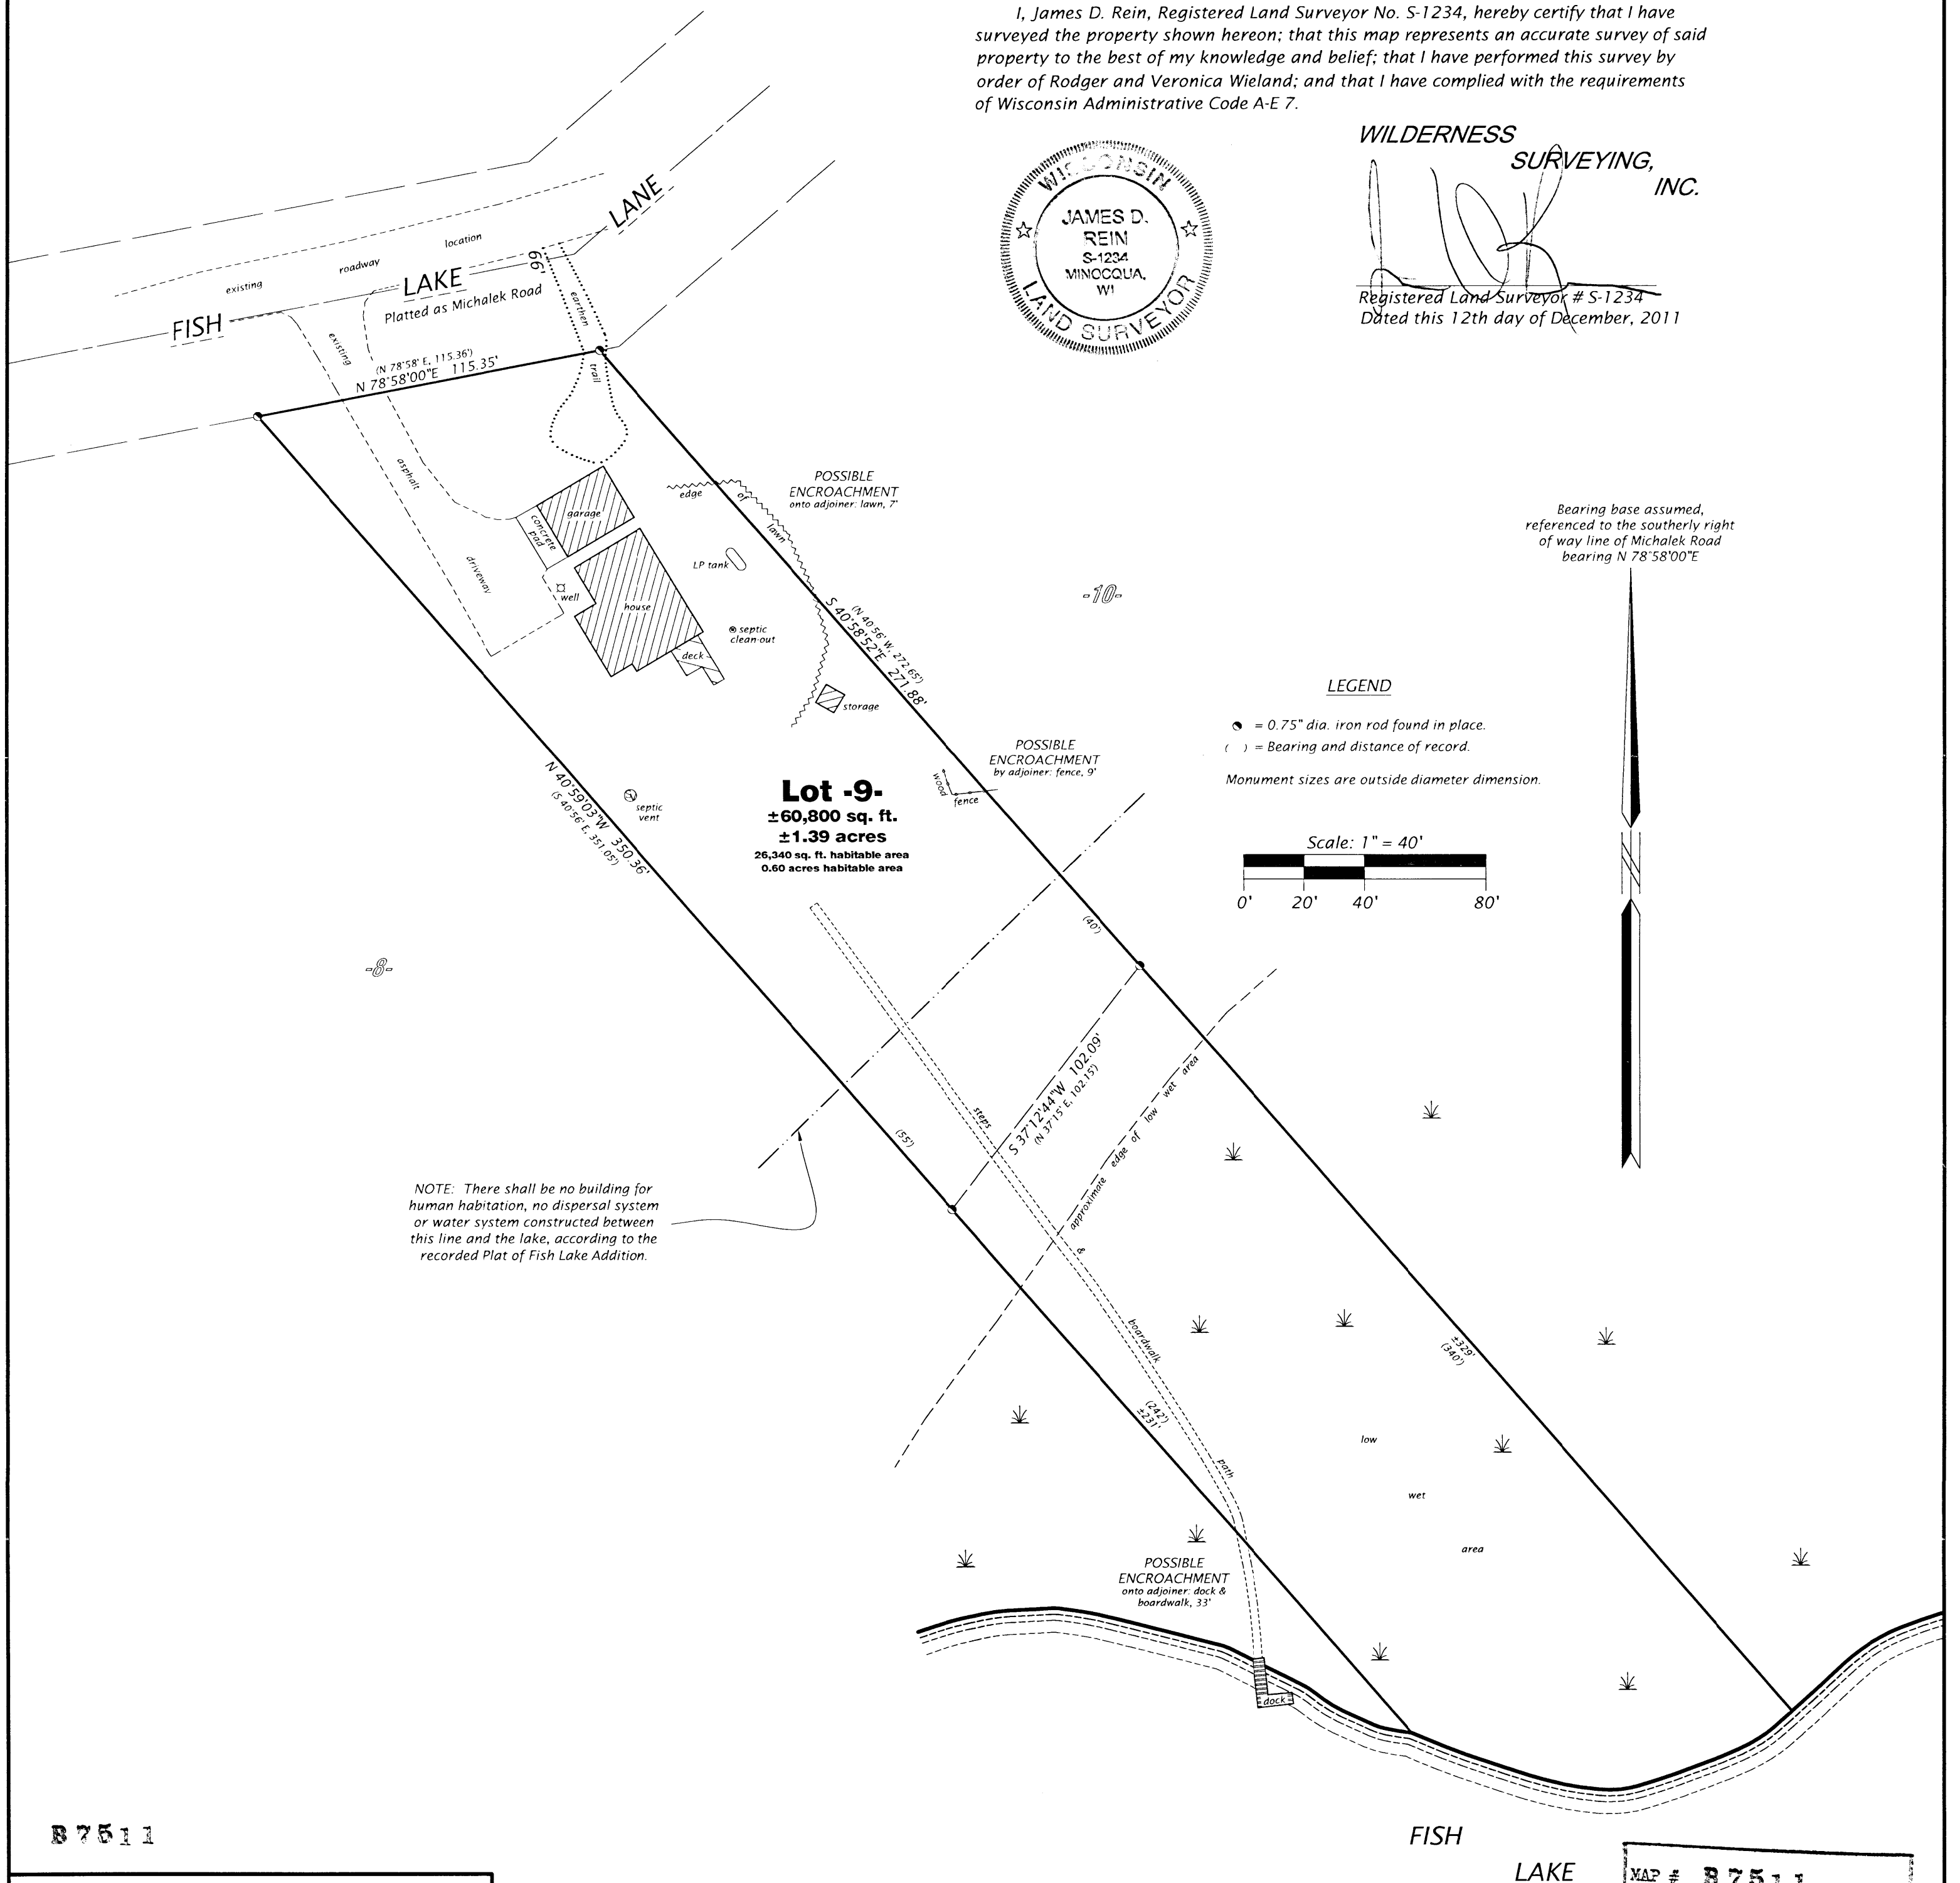 I, James D. Rein, Registered Land Surveyor No. S-1234, hereby certify that I have
surveyed the property shown hereon; that this map represents an accurate survey of said
property to the best of my knowledge and belief; that I have performed this survey by
order of Rodger and Veronica Wieland; and that I have complied with the requirements
of Wisconsin Administrative Code A-E 7.
WILDERNESS
SURVEYING,
INC.
WISCONSIN
JAMES D.
REIN
S-1234
MINOCQUA,
WI
LAND SURVEYOR
Registered Land Surveyor # S-1234
Dated this 12th day of December, 2011
FISH LAKE LANE
existing roadway location
Platted as Michalek Road
66'
earthen trail
existing asphalt driveway
(N 78°58' E, 115.36')
N 78°58'00"E 115.35'
garage
concrete
pad
well
house
deck
LP tank
septic
clean-out
edge of lawn
storage
POSSIBLE
ENCROACHMENT
onto adjoiner: lawn, 7'
(N 40°56' W, 272.65')
S 40°58'52"E 271.88'
-10-
Bearing base assumed,
referenced to the southerly right
of way line of Michalek Road
bearing N 78°58'00"E
LEGEND
= 0.75" dia. iron rod found in place.
( ) = Bearing and distance of record.
Monument sizes are outside diameter dimension.
Scale: 1" = 40'
0' 20' 40' 80'
POSSIBLE
ENCROACHMENT
by adjoiner: fence, 9'
wood
fence
Lot -9-
±60,800 sq. ft.
±1.39 acres
26,340 sq. ft. habitable area
0.60 acres habitable area
septic
vent
N 40°59'03"W 350.36'
(S 40°56' E, 351.05')
-8-
(40')
(55')
S 37°12'44"W 102.09'
(N 37°15' E, 102.15')
approximate edge of low wet area
steps & boardwalk path
NOTE: There shall be no building for
human habitation, no dispersal system
or water system constructed between
this line and the lake, according to the
recorded Plat of Fish Lake Addition.
±329'
(340')
(242')
±231'
low
wet
area
POSSIBLE
ENCROACHMENT
onto adjoiner: dock &
boardwalk, 33'
dock
FISH
LAKE
B7511
MAP # B7511